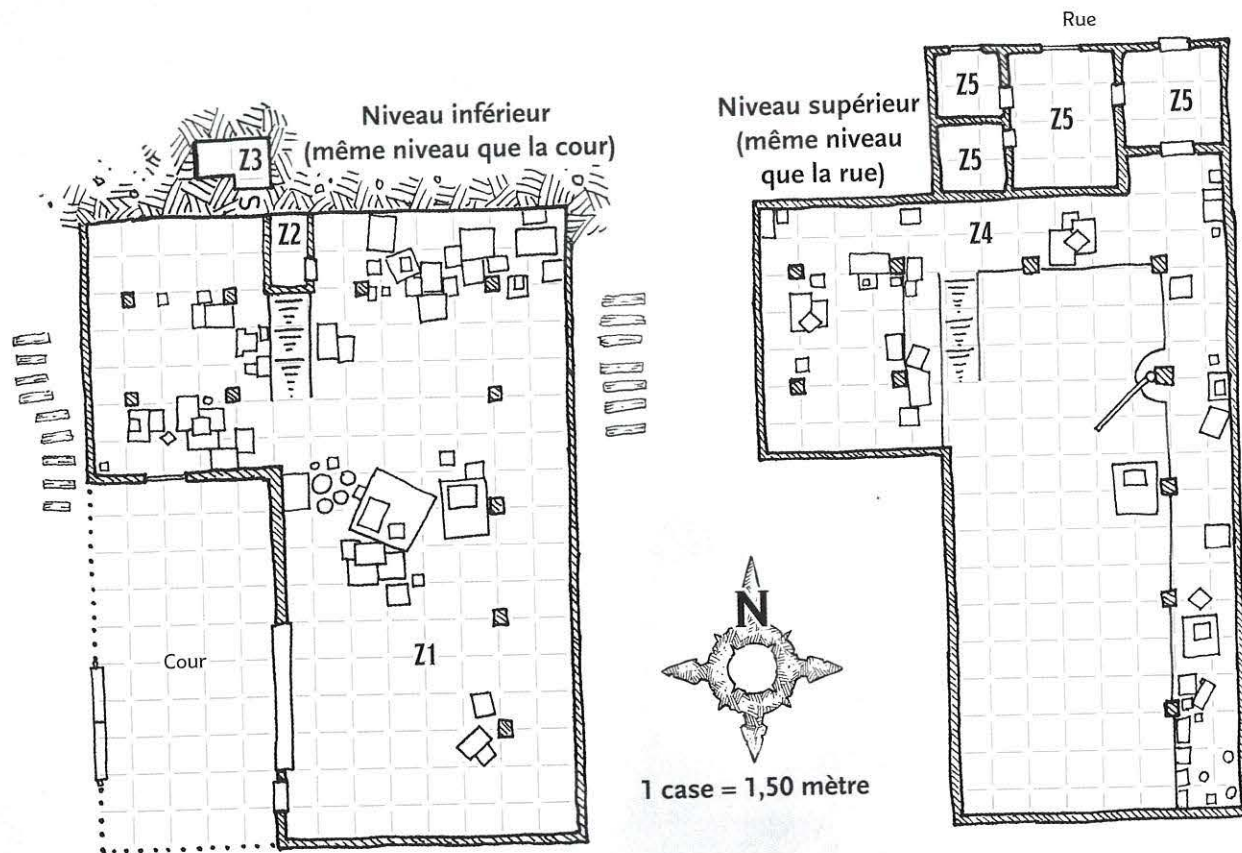 Niveau inférieur
(même niveau que la cour)
Z3
S
Z2
Cour
Z1
Rue
Niveau supérieur
(même niveau
que la rue)
Z5
Z5
Z5
Z5
Z4
N
1 case = 1,50 mètre